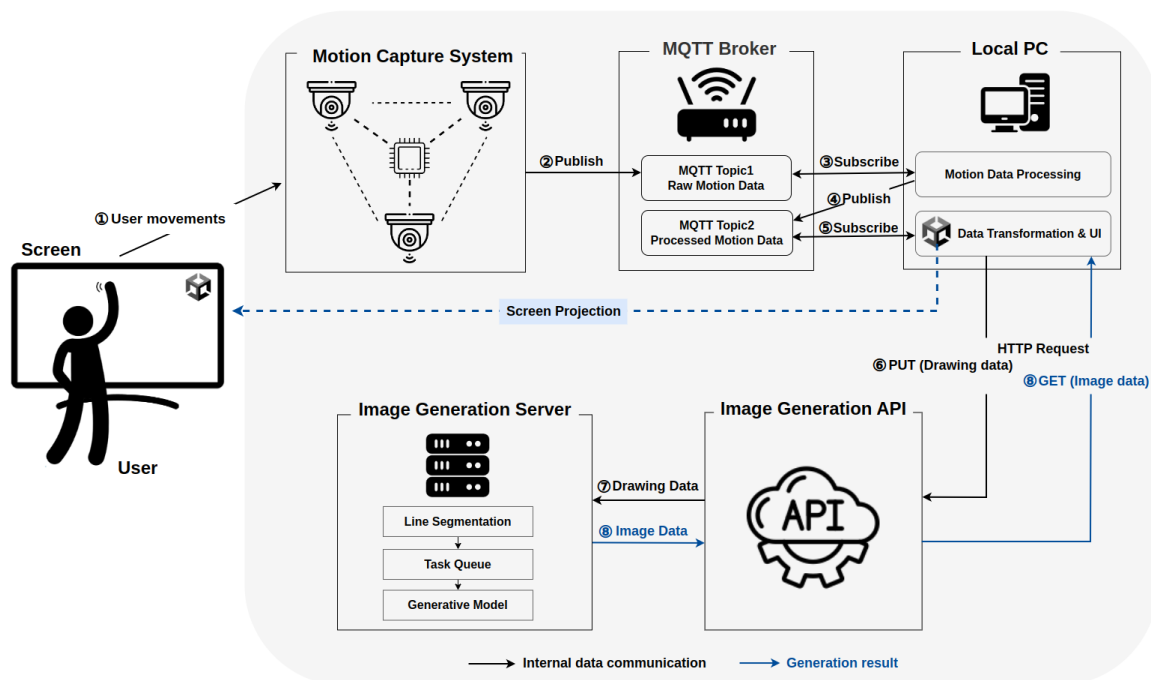 Motion Capture System
MQTT Broker
Local PC
②Publish
MQTT Topic1
Raw Motion Data
③Subscribe
Motion Data Processing
④Publish
MQTT Topic2
Processed Motion Data
⑤Subscribe
Data Transformation & UI
①User movements
Screen
User
Screen Projection
HTTP Request
⑥PUT (Drawing data)
⑧GET (Image data)
Image Generation Server
Image Generation API
⑦Drawing Data
⑧Image Data
Line Segmentation
Task Queue
Generative Model
API
Internal data communication
Generation result